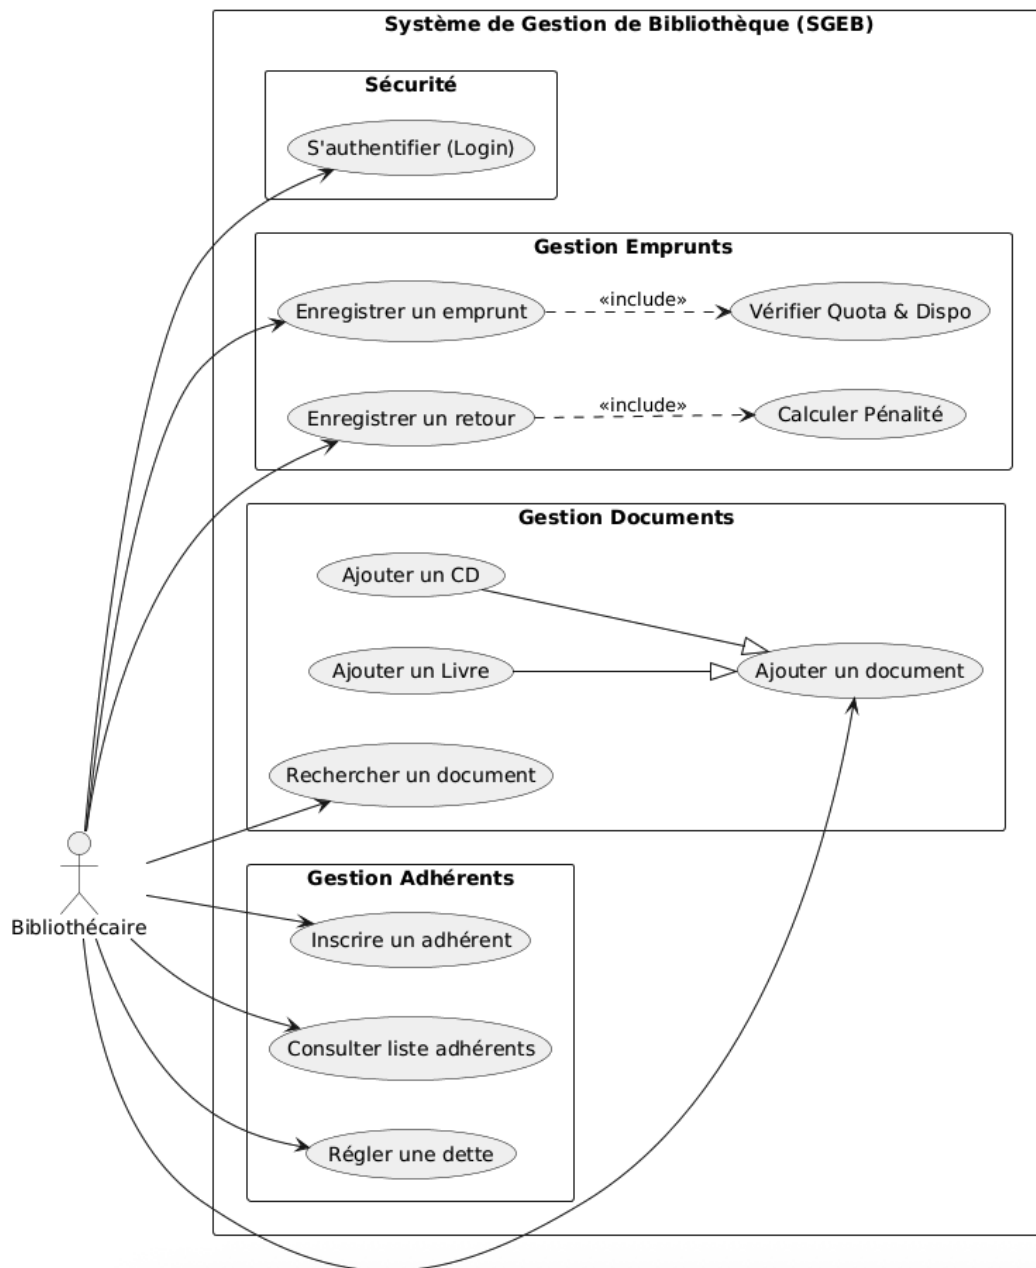 Système de Gestion de Bibliothèque (SGEB)
Sécurité
S'authentifier (Login)
Gestion Emprunts
Enregistrer un emprunt
«include»
Vérifier Quota & Dispo
Enregistrer un retour
«include»
Calculer Pénalité
Gestion Documents
Ajouter un CD
Ajouter un Livre
Ajouter un document
Rechercher un document
Bibliothécaire
Gestion Adhérents
Inscrire un adhérent
Consulter liste adhérents
Régler une dette